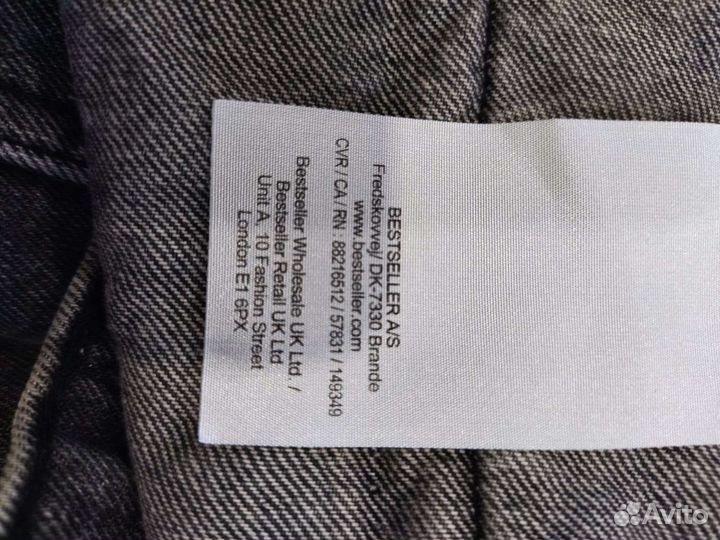 BESTSELLER A/S
Fredskovvej/ DK-7330 Brande
www.bestseller.com
CVR / CA / RN : 88216512 / 57831 / 149349
Bestseller Wholesale UK Ltd. /
Bestseller Retail UK Ltd
Unit A, 10 Fashion Street
London E1 6PX
Avito